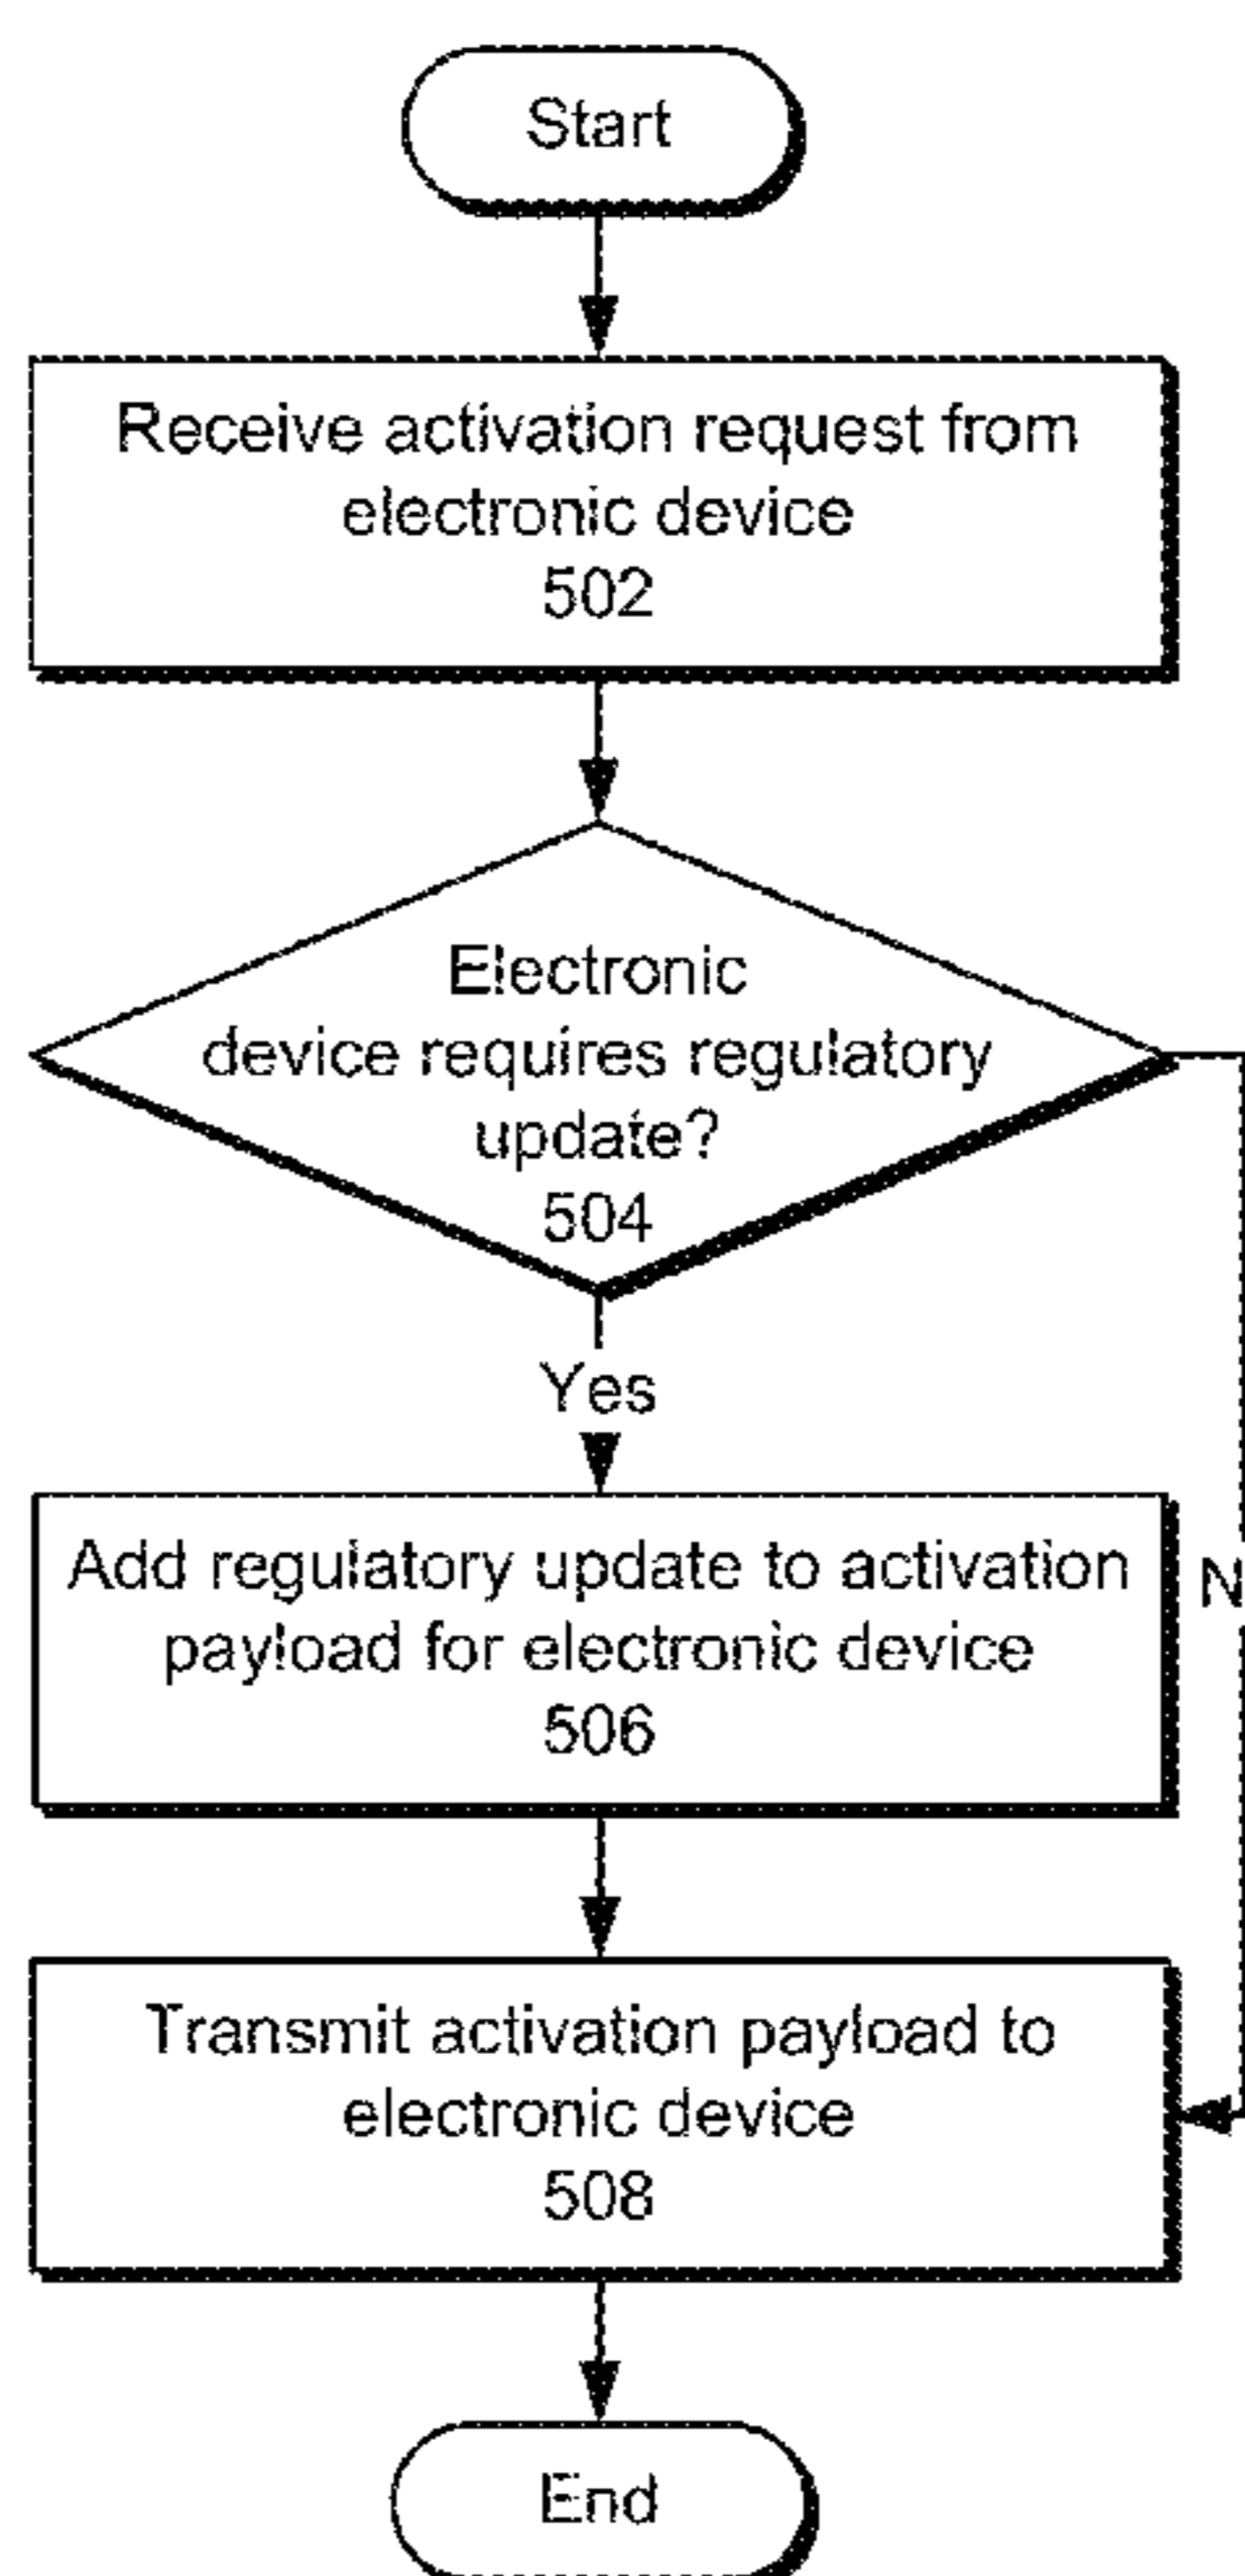 Start
Receive activation request from
electronic device
502
Electronic
device requires regulatory
update?
504
Yes
Add regulatory update to activation
payload for electronic device
506
N
Transmit activation payload to
electronic device
508
End